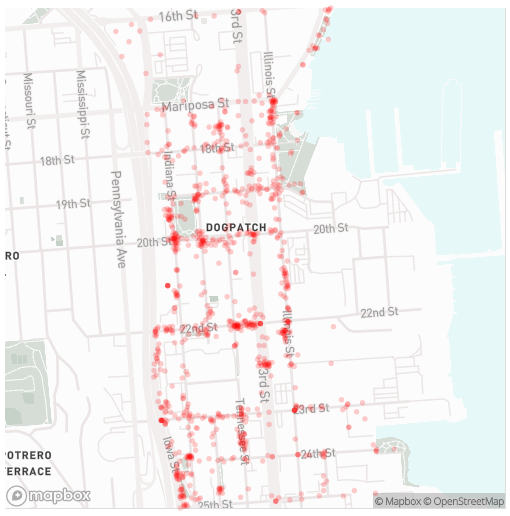 16th St
3rd St
Illinois St
Missouri St
Mississippi St
Mariposa St
18th St
18th St
Indiana St
Pennsylvania Ave
19th St
DOGPATCH
20th St
20th St
22nd St
22nd St
Illinois St
3rd St
Tennessee St
23rd St
Iowa St
24th St
POTRERO
TERRACE
25th St
mapbox
© Mapbox © OpenStreetMap